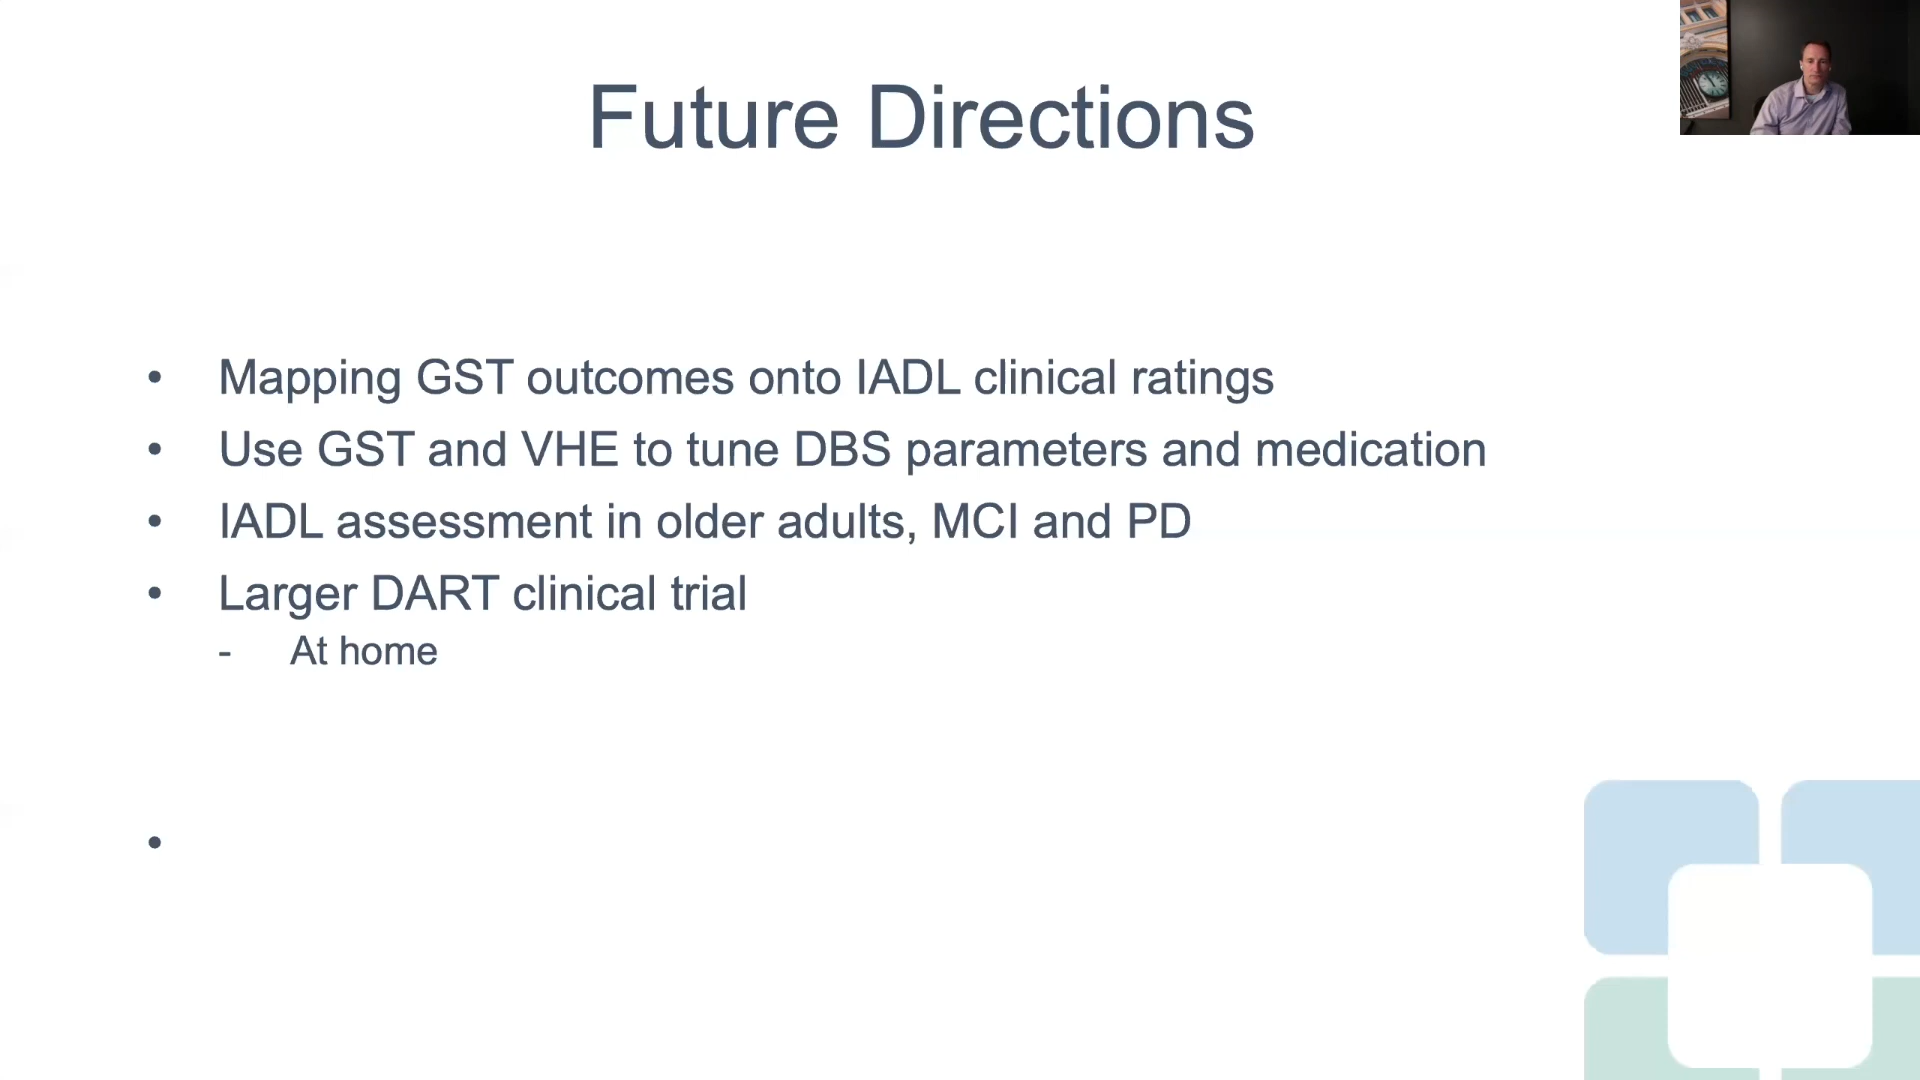 Future Directions
• Mapping GST outcomes onto IADL clinical ratings
• Use GST and VHE to tune DBS parameters and medication
• IADL assessment in older adults, MCI and PD
• Larger DART clinical trial
- At home
•